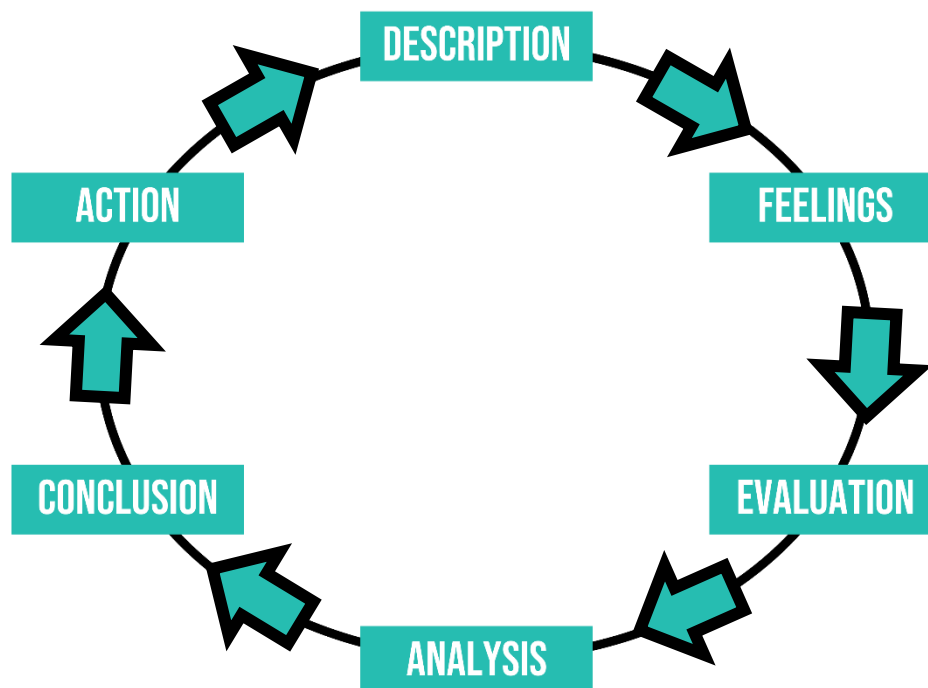 DESCRIPTION
FEELINGS
EVALUATION
ANALYSIS
CONCLUSION
ACTION